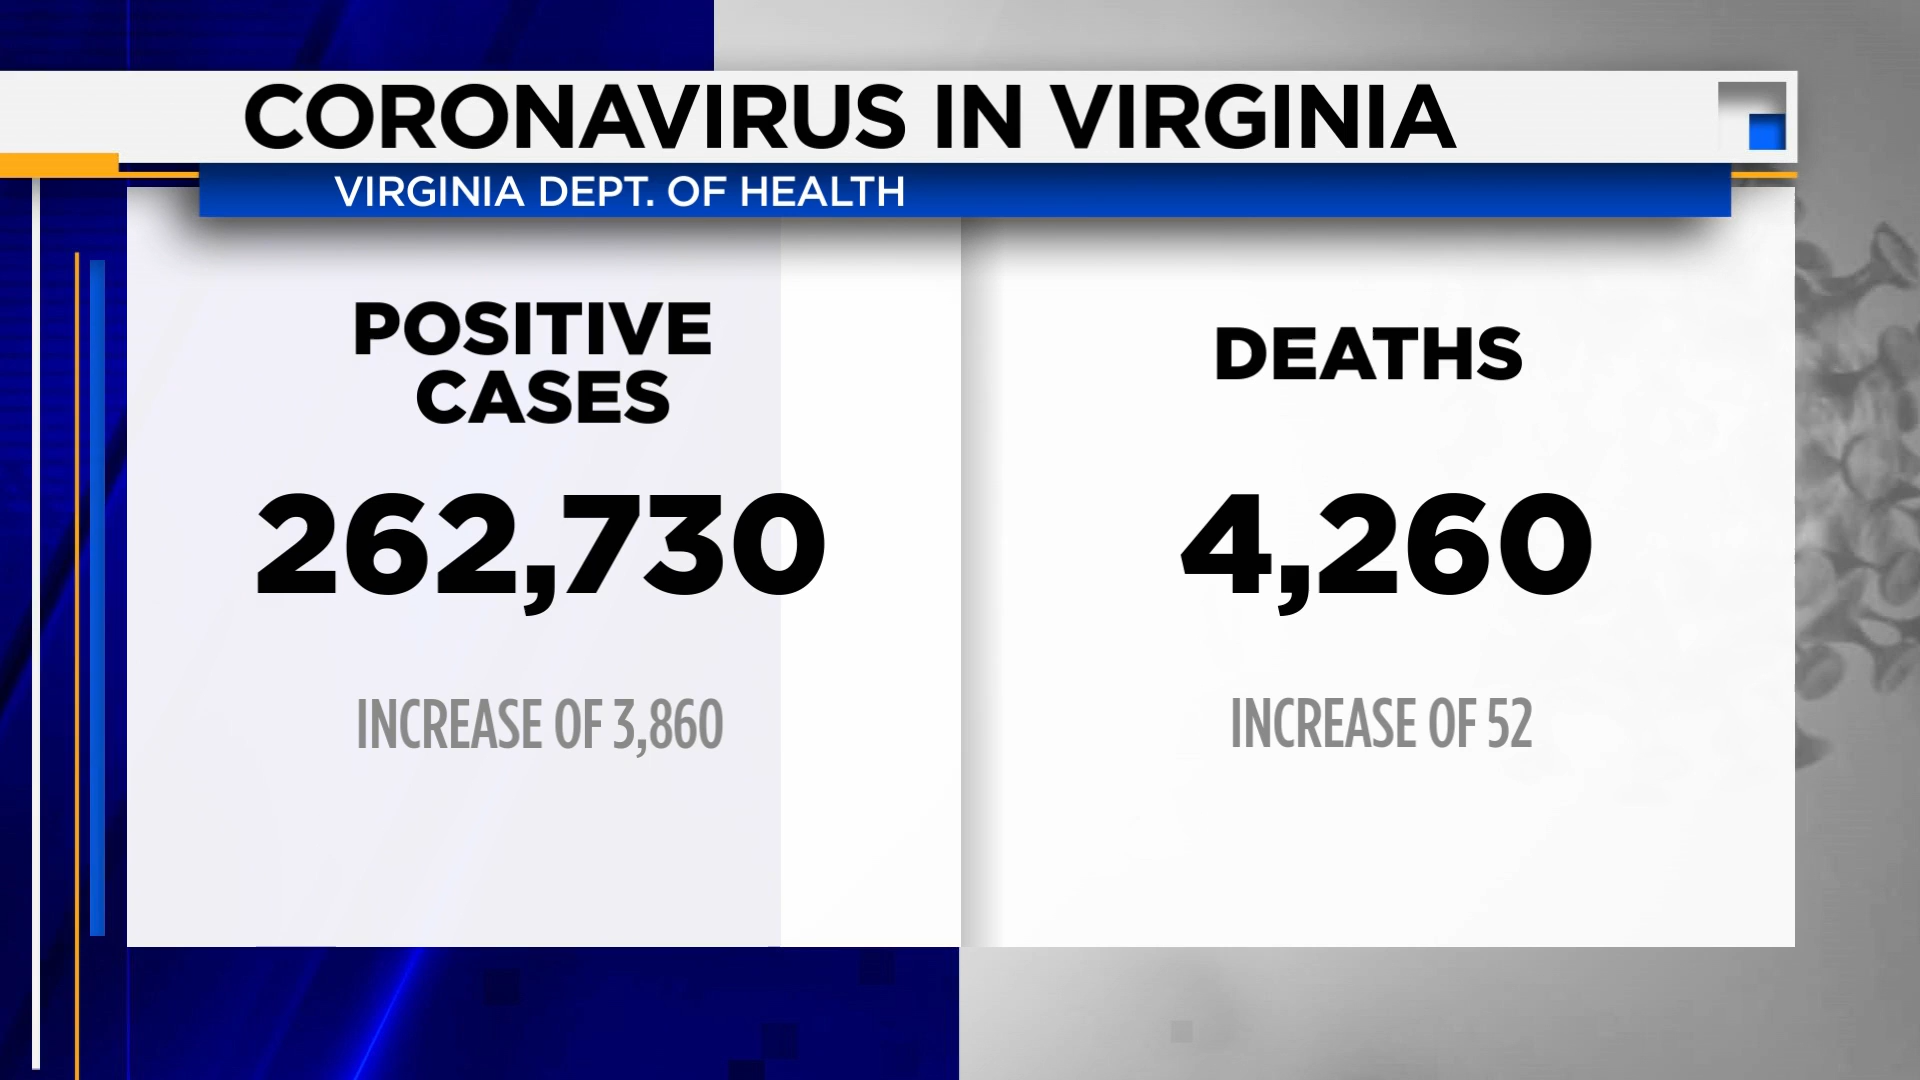 CORONAVIRUS IN VIRGINIA
VIRGINIA DEPT. OF HEALTH
POSITIVE
CASES
262,730
INCREASE OF 3,860
DEATHS
4,260
INCREASE OF 52